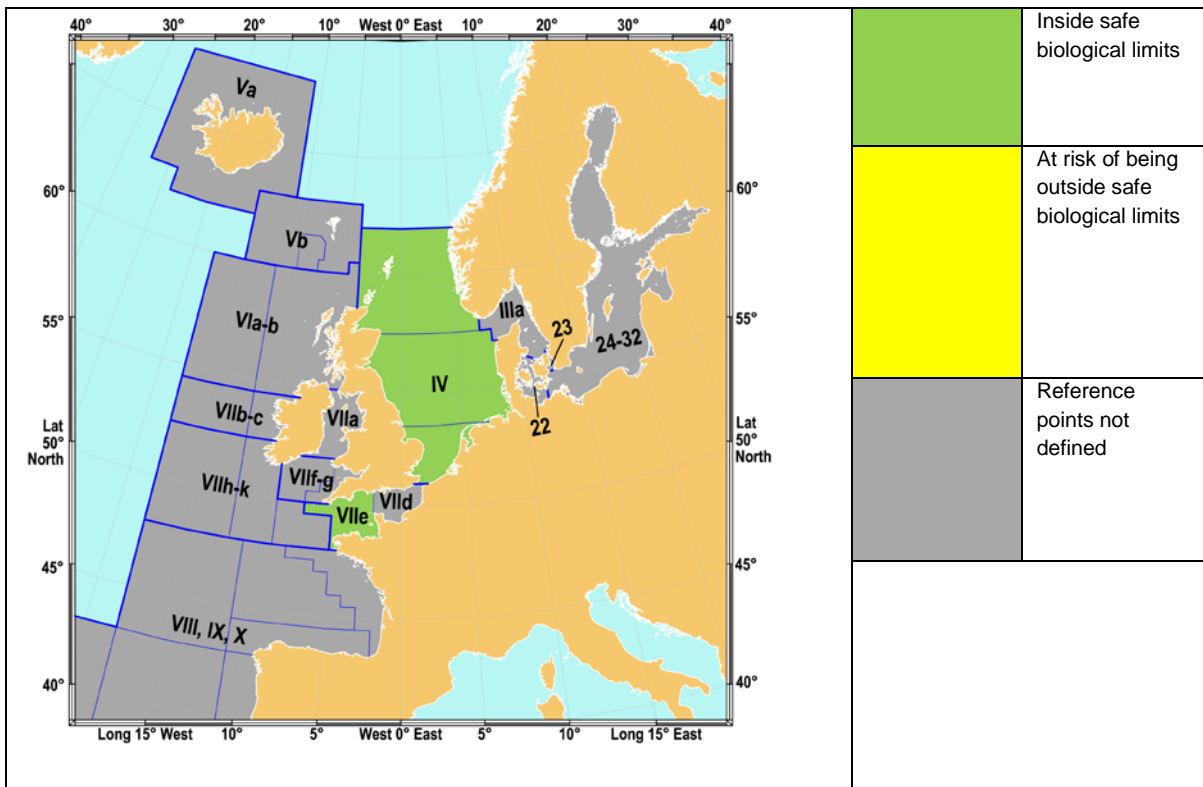 40° 30° 20° 10° West 0° East 10° 20° 30° 40°
Va
60° 60°
Vb
55° 55°
VIa-b
IIIa
23
24-32
IV
VIIb-c
VIIa
22
Lat
50°
North
Lat
50°
North
VIIh-k
VIIf-g
VIIe
VIId
45° 45°
VIII, IX, X
40° 40°
Long 15° West 10° 5° West 0° East 5° 10° Long 15° East
Inside safe
biological limits
At risk of being
outside safe
biological limits
Reference
points not
defined